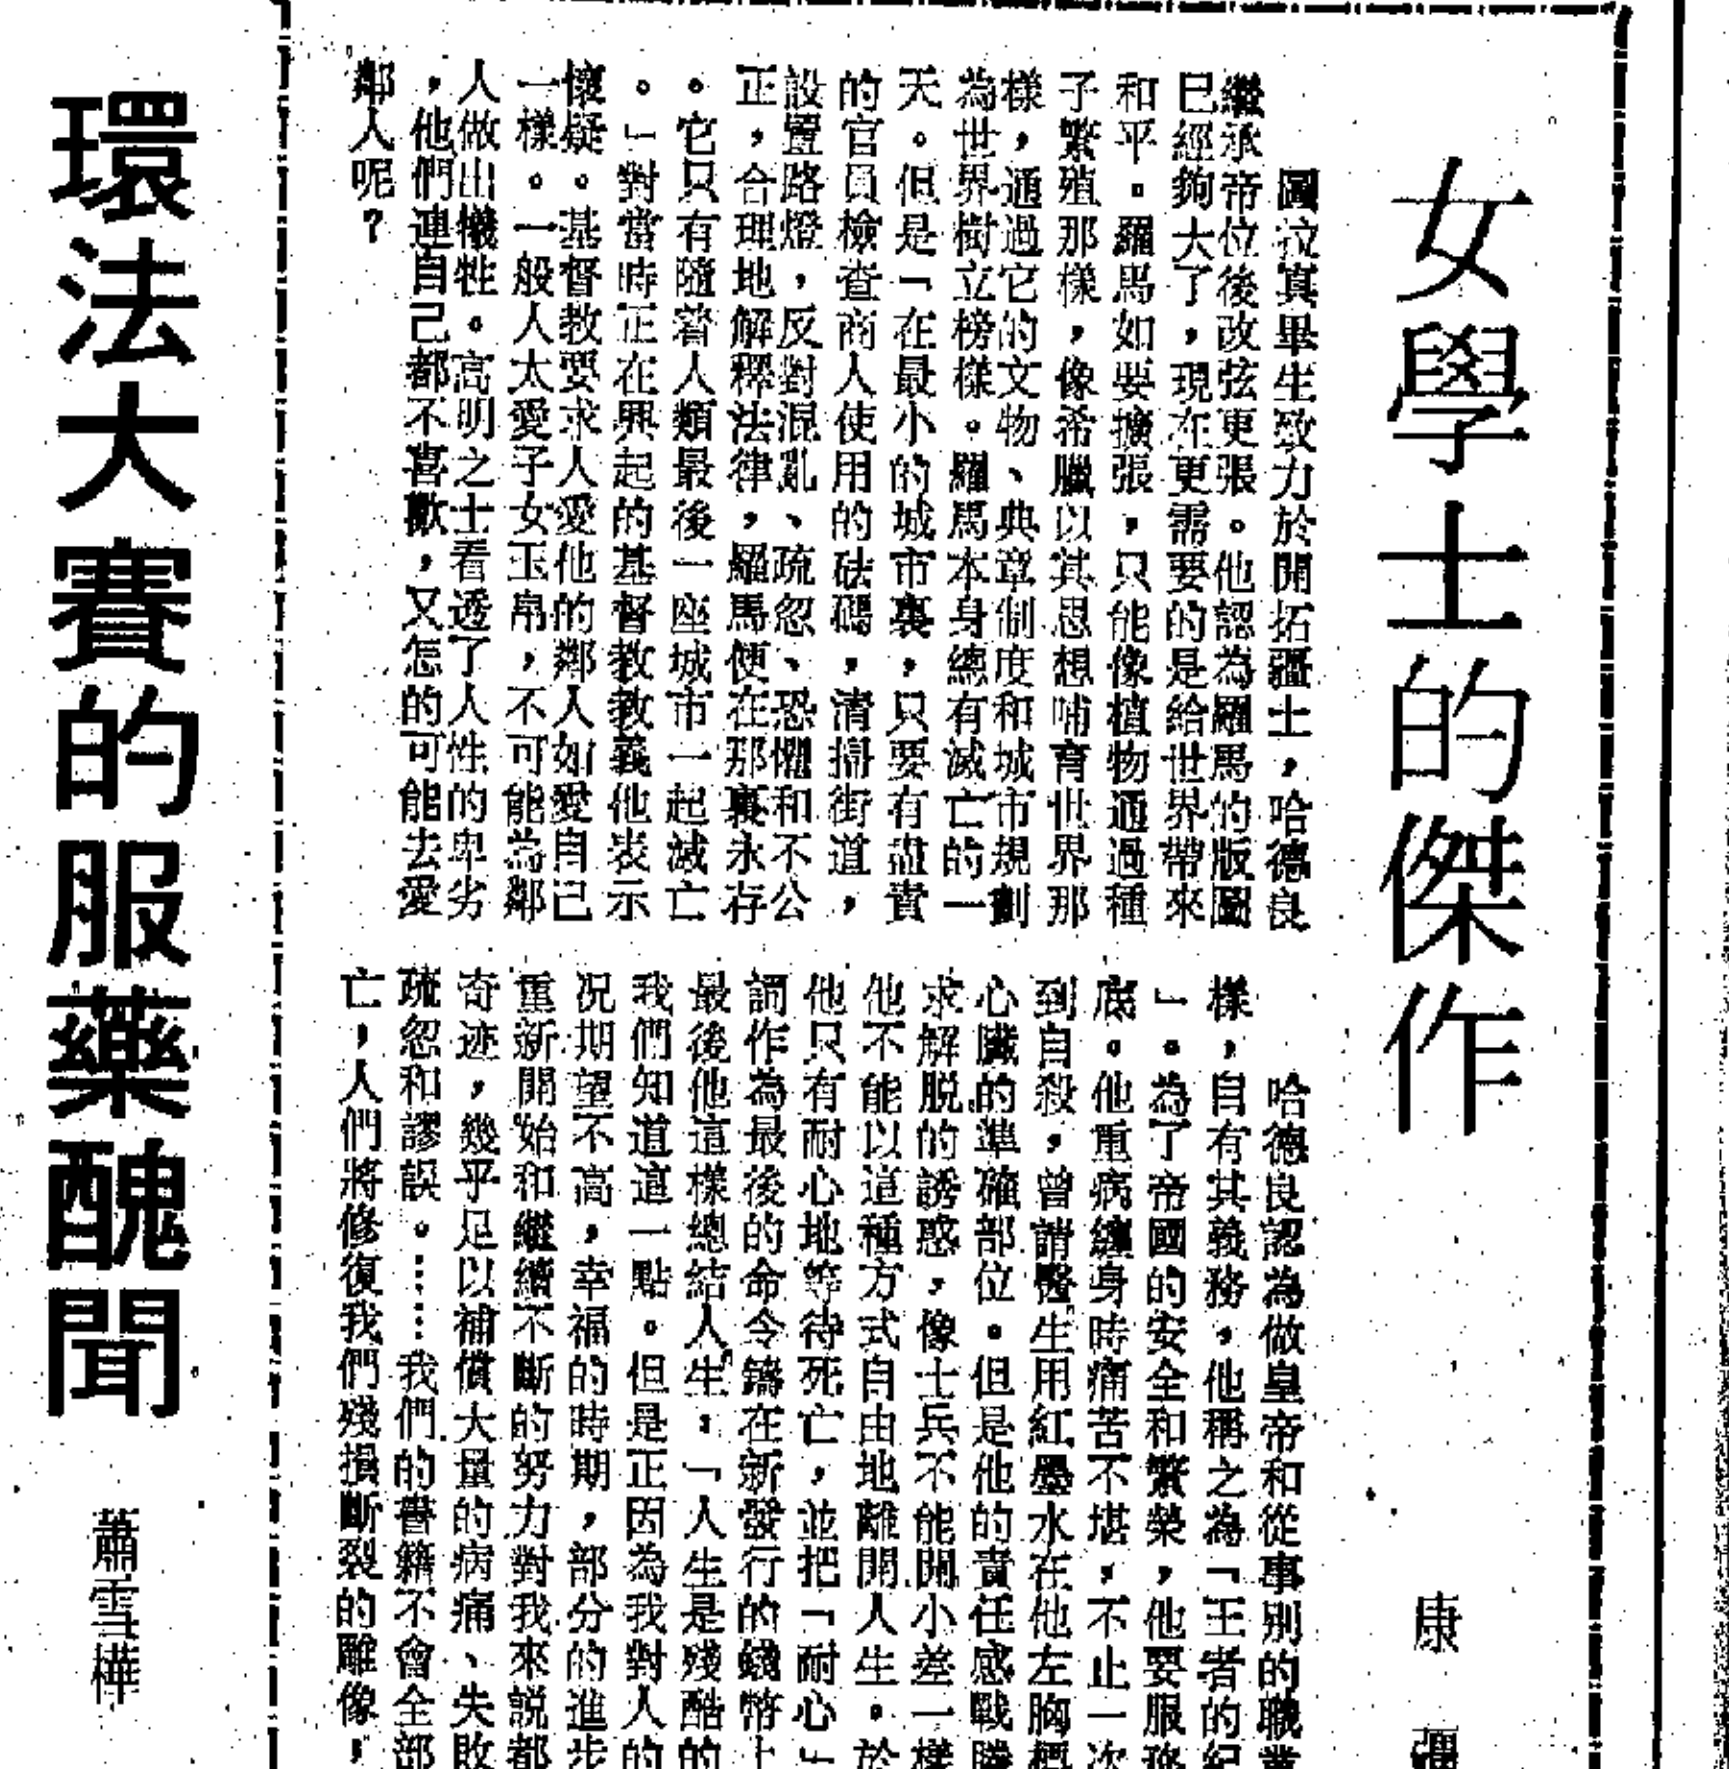 女學士的傑作
康 彌
圖拉真畢生致力於開拓疆土，哈德良
繼承帝位後改弦更張。他認為羅馬的版圖
已經夠大了，現在更需要的是給世界帶來
和平。羅馬如要擴張，只能像植物通過種
子繁殖那樣，像希臘以其思想哺育世界那
樣，通過它的文物、典章制度和城市規劃
為世界樹立榜樣。羅馬本身總有滅亡的一
天。但是「在最小的城市裏，只要有盡責
的官員檢查商人使用的砝碼，清掃街道，
設置路燈，反對混亂、疏忽、恐懼和不公
正，合理地解釋法律，羅馬便在那裏永存
。它只有隨着人類最後一座城市一起滅亡
。」對當時正在興起的基督教教義他表示
懷疑。基督教要求人愛他的鄰人如愛自己
一樣。一般人太愛子女玉帛，不可能為鄰
人做出犧牲。高明之士看透了人性的卑劣
，他們連自己都不喜歡，又怎的可能去愛
鄰人呢？
哈德良認為做皇帝和從事別的職業
樣，自有其義務。他稱之為「王者的紀
」。為了帝國的安全和繁榮，他要服務
底。他重病纏身時痛苦不堪，不止一次
到自殺，曾請醫生用紅墨水在他左胸標
心臟的準確部位。但是他的責任感戰勝
求解脱的誘惑，像士兵不能開小差一樣
他不能以這種方式自由地離開人生。於
他只有耐心地等待死亡，並把「耐心」
調作為最後的命令鑄在新發行的錢幣上
最後他這樣總結人生：「人生是殘酷的
我們知道這一點。但是正因為我對人的
况期望不高，幸福的時期，部分的進步
重新開始和繼續不斷的努力對我來説都
奇迹，幾乎足以補償大量的病痛、失敗
疏忽和謬誤。……我們的書籍不會全部
亡，人們將修復我們殘損斷裂的雕像，
環法大賽的服藥醜聞
蕭雪樺